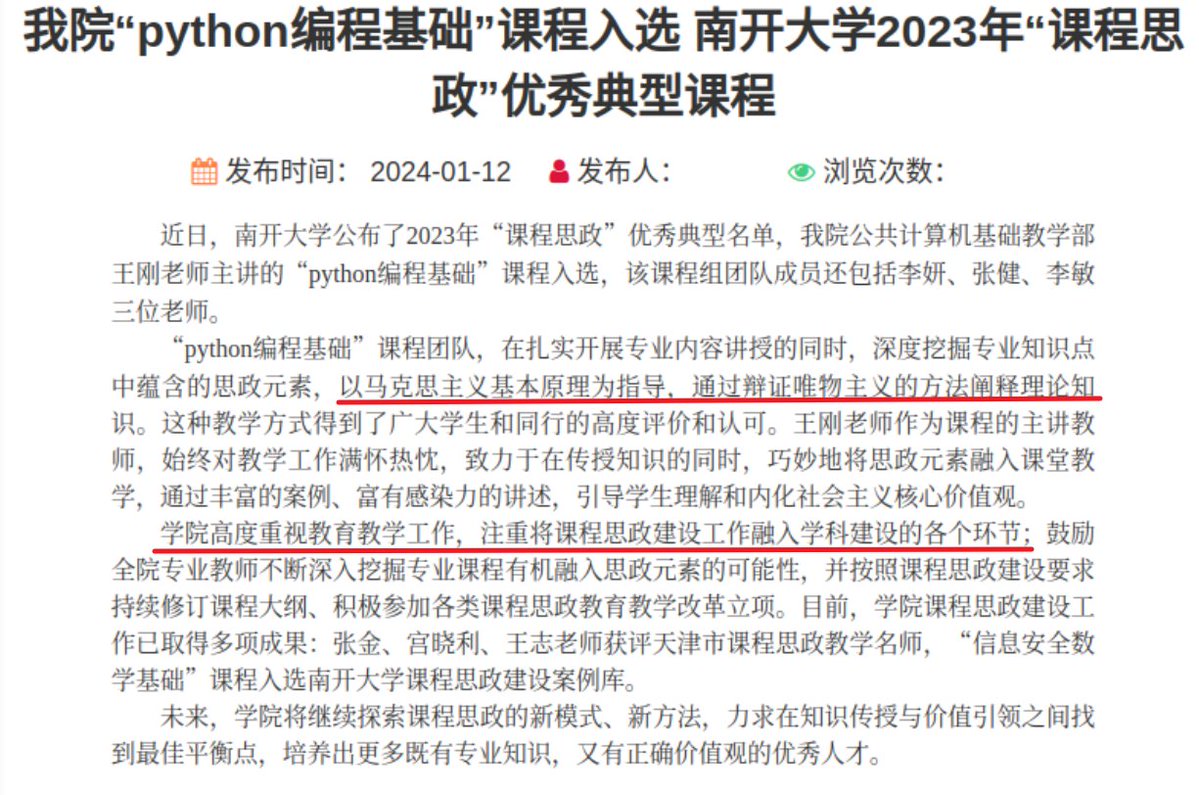 我院“python编程基础”课程入选 南开大学2023年“课程思
政”优秀典型课程
发布时间： 2024-01-12 发布人： 浏览次数：
近日，南开大学公布了2023年“课程思政”优秀典型名单，我院公共计算机基础教学部
王刚老师主讲的“python编程基础”课程入选，该课程组团队成员还包括李妍、张健、李敏
三位老师。
“python编程基础”课程团队，在扎实开展专业内容讲授的同时，深度挖掘专业知识点
中蕴含的思政元素，以马克思主义基本原理为指导，通过辩证唯物主义的方法阐释理论知
识。这种教学方式得到了广大学生和同行的高度评价和认可。王刚老师作为课程的主讲教
师，始终对教学工作满怀热忱，致力于在传授知识的同时，巧妙地将思政元素融入课堂教
学，通过丰富的案例、富有感染力的讲述，引导学生理解和内化社会主义核心价值观。
学院高度重视教育教学工作，注重将课程思政建设工作融入学科建设的各个环节；鼓励
全院专业教师不断深入挖掘专业课程有机融入思政元素的可能性，并按照课程思政建设要求
持续修订课程大纲、积极参加各类课程思政教育教学改革立项。目前，学院课程思政建设工
作已取得多项成果：张金、宫晓利、王志老师获评天津市课程思政教学名师，“信息安全数
学基础”课程入选南开大学课程思政建设案例库。
未来，学院将继续探索课程思政的新模式、新方法，力求在知识传授与价值引领之间找
到最佳平衡点，培养出更多既有专业知识，又有正确价值观的优秀人才。